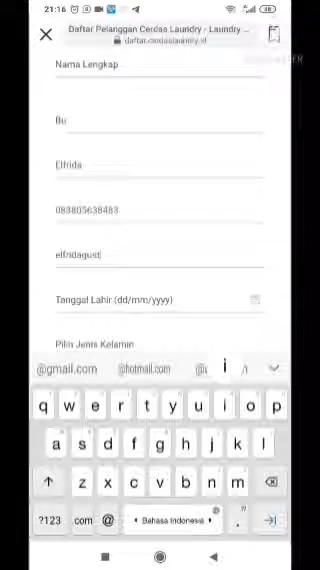 21:16
Daftar Pelanggan Cerdas Laundry - Laundry ...
daftar.cerdaslaundry.id
Nama Lengkap
Bu
Elfrida
083805638483
elfridagust
Tanggal Lahir (dd/mm/yyyy)
Pilih Jenis Kelamin
@gmail.com @hotmail.com i
q w e r t y u i o p
a s d f g h j k l
z x c v b n m
?123 .com @ Bahasa Indonesia .